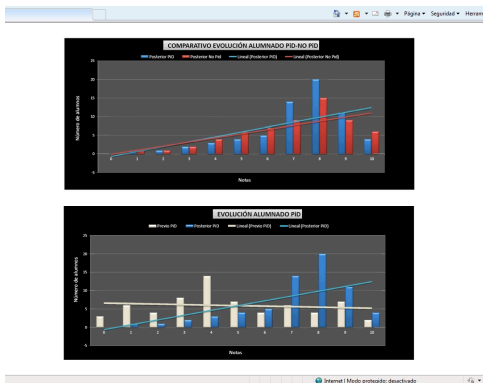 Página Seguridad Herram
COMPARATIVO EVOLUCIÓN ALUMNADO PiD-NO PiD
Posterior PiD Posterior No Pid Lineal (Posterior PiD) Lineal (Posterior No Pid)
25
20
15
10
5
0
-5
Número de alumnos
0 1 2 3 4 5 6 7 8 9 10
Notas
EVOLUCIÓN ALUMNADO PiD
Previo PiD Posterior PiD Lineal (Previo PiD) Lineal (Posterior PiD)
25
20
15
10
5
0
-5
Número de alumnos
0 1 2 3 4 5 6 7 8 9 10
Notas
Internet | Modo protegido: desactivado